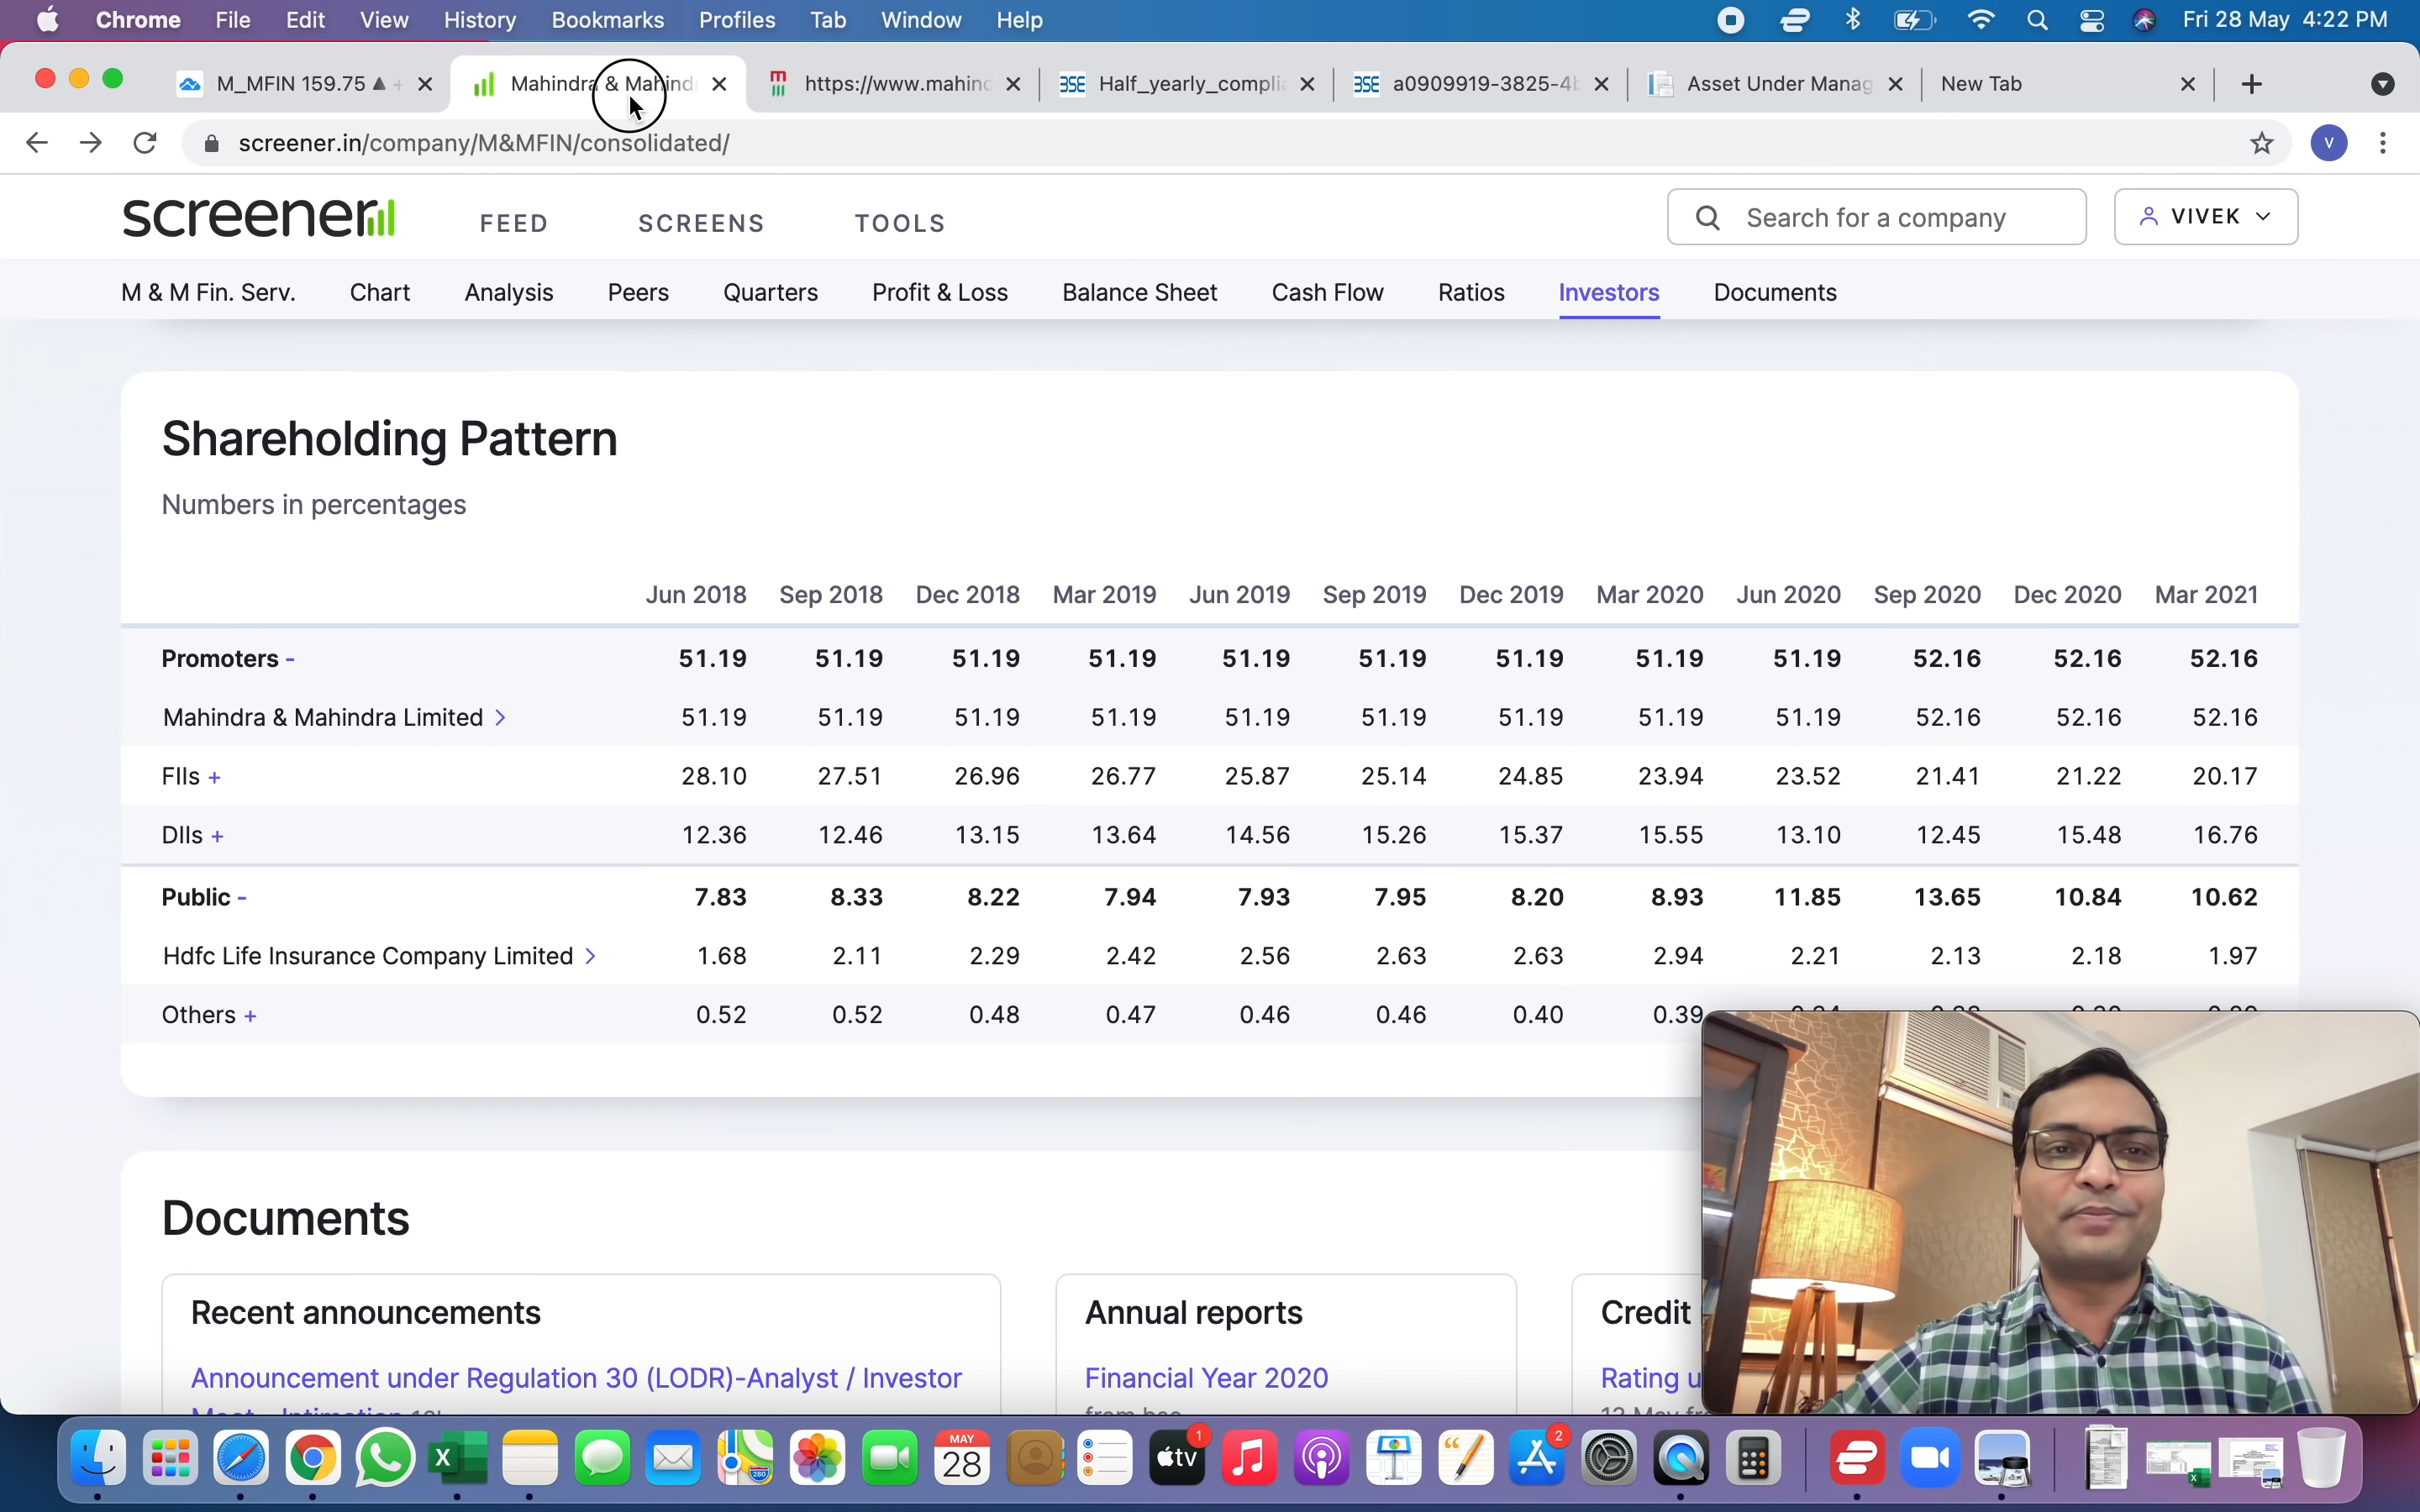 Chrome File Edit View History Bookmarks Profiles Tab Window Help Fri 28 May 4:22 PM
M_MFIN 159.75 ▲ + Mahindra & Mahind https://www.mahind Half_yearly_complia BSE a0909919-3825-4b Asset Under Manag New Tab
screener.in/company/M&MFIN/consolidated/ V
screener FEED SCREENS TOOLS Search for a company VIVEK
M & M Fin. Serv. Chart Analysis Peers Quarters Profit & Loss Balance Sheet Cash Flow Ratios Investors Documents
Shareholding Pattern
Numbers in percentages
Jun 2018 Sep 2018 Dec 2018 Mar 2019 Jun 2019 Sep 2019 Dec 2019 Mar 2020 Jun 2020 Sep 2020 Dec 2020 Mar 2021
Promoters - 51.19 51.19 51.19 51.19 51.19 51.19 51.19 51.19 51.19 52.16 52.16 52.16
Mahindra & Mahindra Limited > 51.19 51.19 51.19 51.19 51.19 51.19 51.19 51.19 51.19 52.16 52.16 52.16
FIIs + 28.10 27.51 26.96 26.77 25.87 25.14 24.85 23.94 23.52 21.41 21.22 20.17
DIIs + 12.36 12.46 13.15 13.64 14.56 15.26 15.37 15.55 13.10 12.45 15.48 16.76
Public - 7.83 8.33 8.22 7.94 7.93 7.95 8.20 8.93 11.85 13.65 10.84 10.62
Hdfc Life Insurance Company Limited > 1.68 2.11 2.29 2.42 2.56 2.63 2.63 2.94 2.21 2.13 2.18 1.97
Others + 0.52 0.52 0.48 0.47 0.46 0.46 0.40 0.39
Documents
Recent announcements Annual reports Credit
Announcement under Regulation 30 (LODR)-Analyst / Investor Financial Year 2020 Rating u
MAY
28
tv 1 2